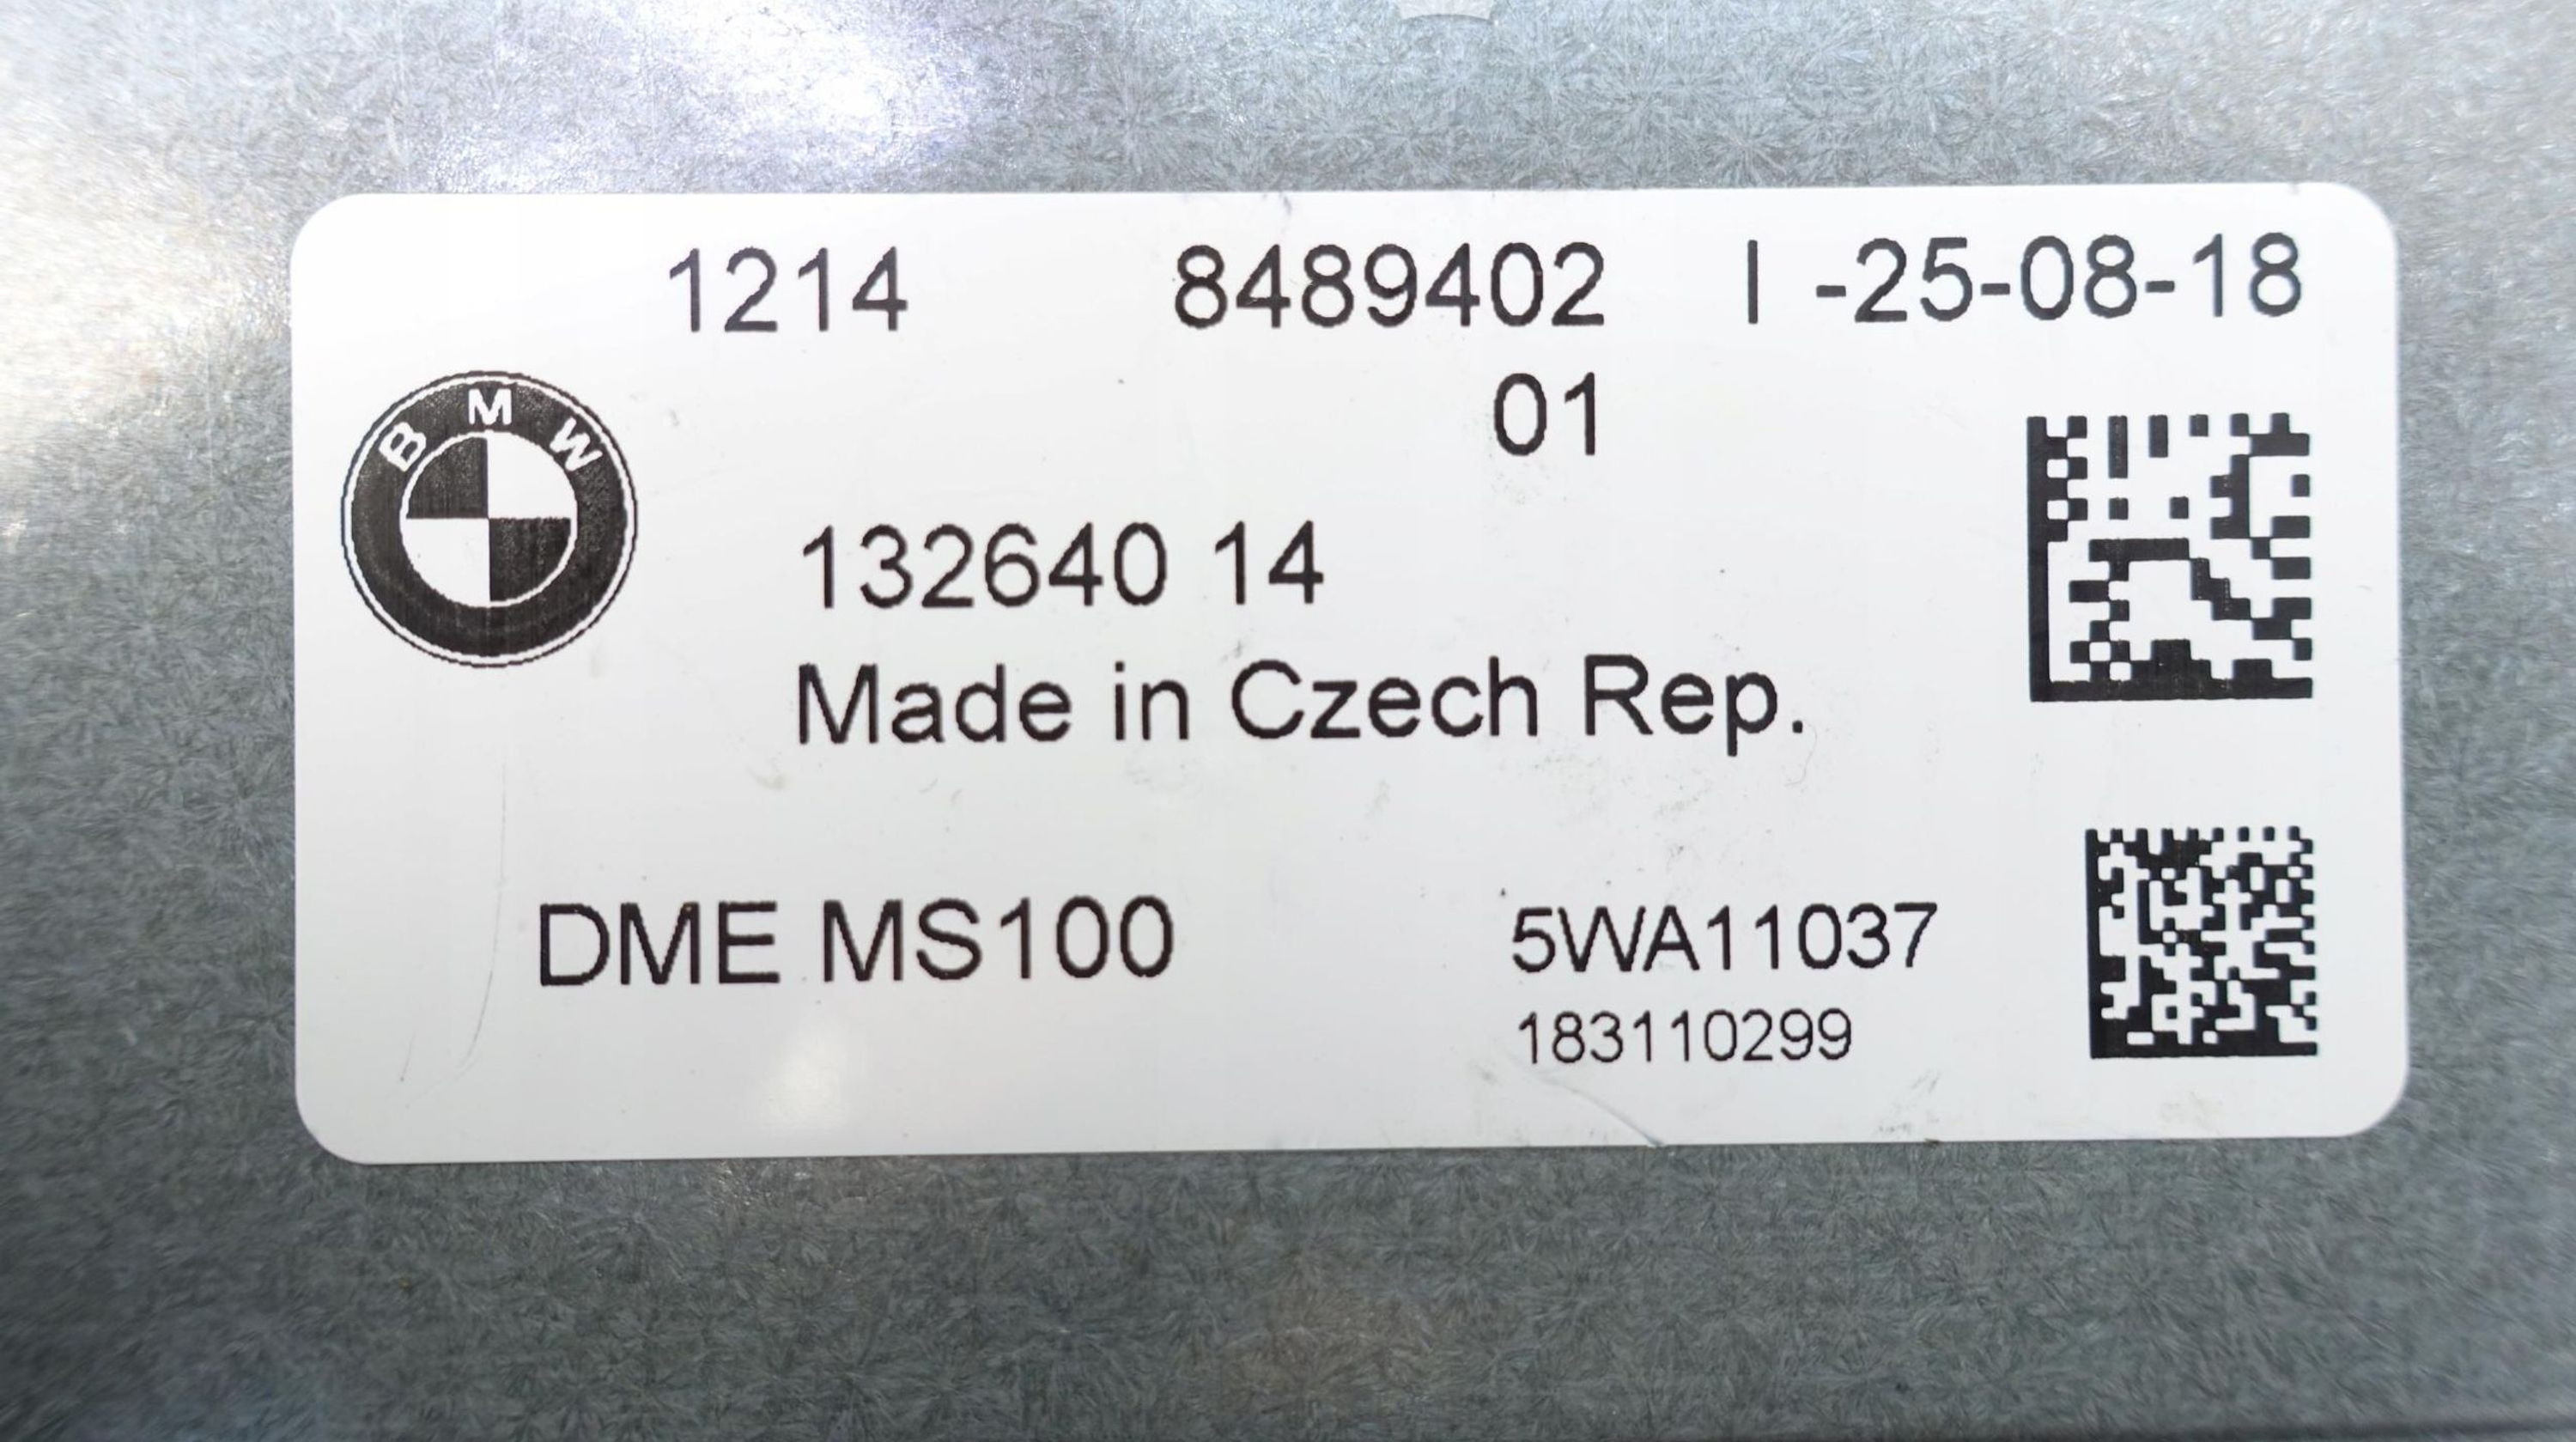 1214 8489402 I -25-08-18
01
BMW
132640 14
Made in Czech Rep.
DME MS100 5WA11037
183110299